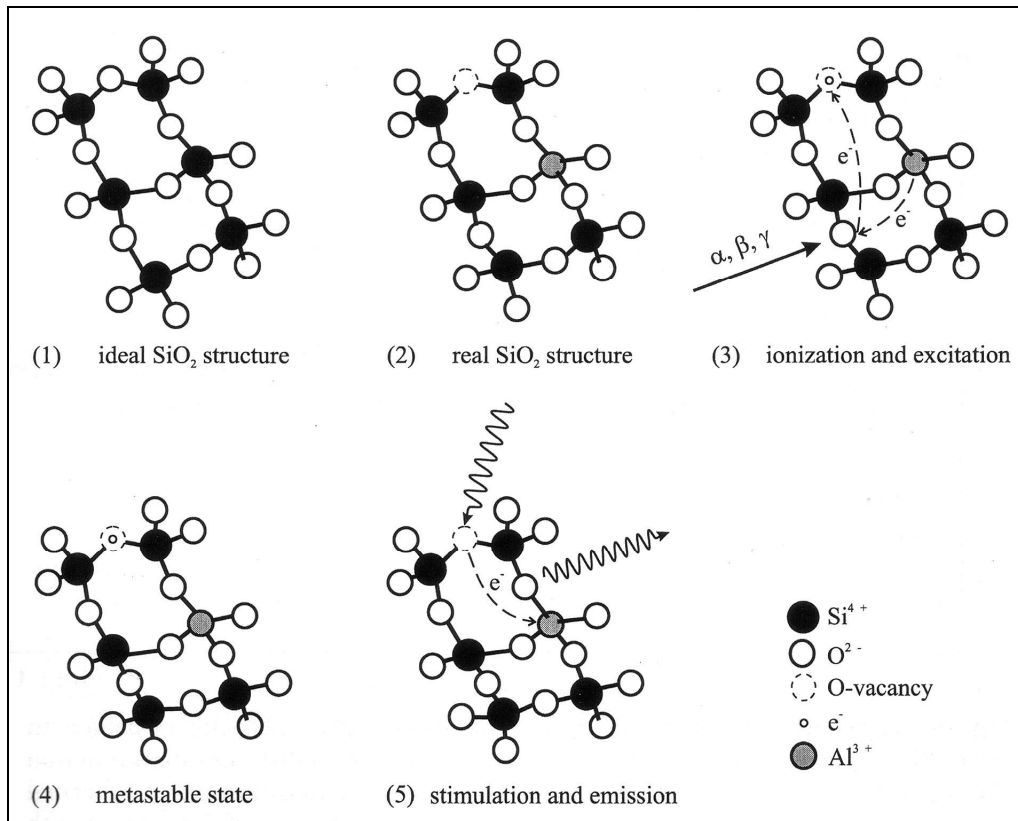 (1) ideal SiO₂ structure
(2) real SiO₂ structure
e⁻
e⁻
α, β, γ
(3) ionization and excitation
(4) metastable state
e⁻
(5) stimulation and emission
Si⁴⁺
O²⁻
O-vacancy
e⁻
Al³⁺